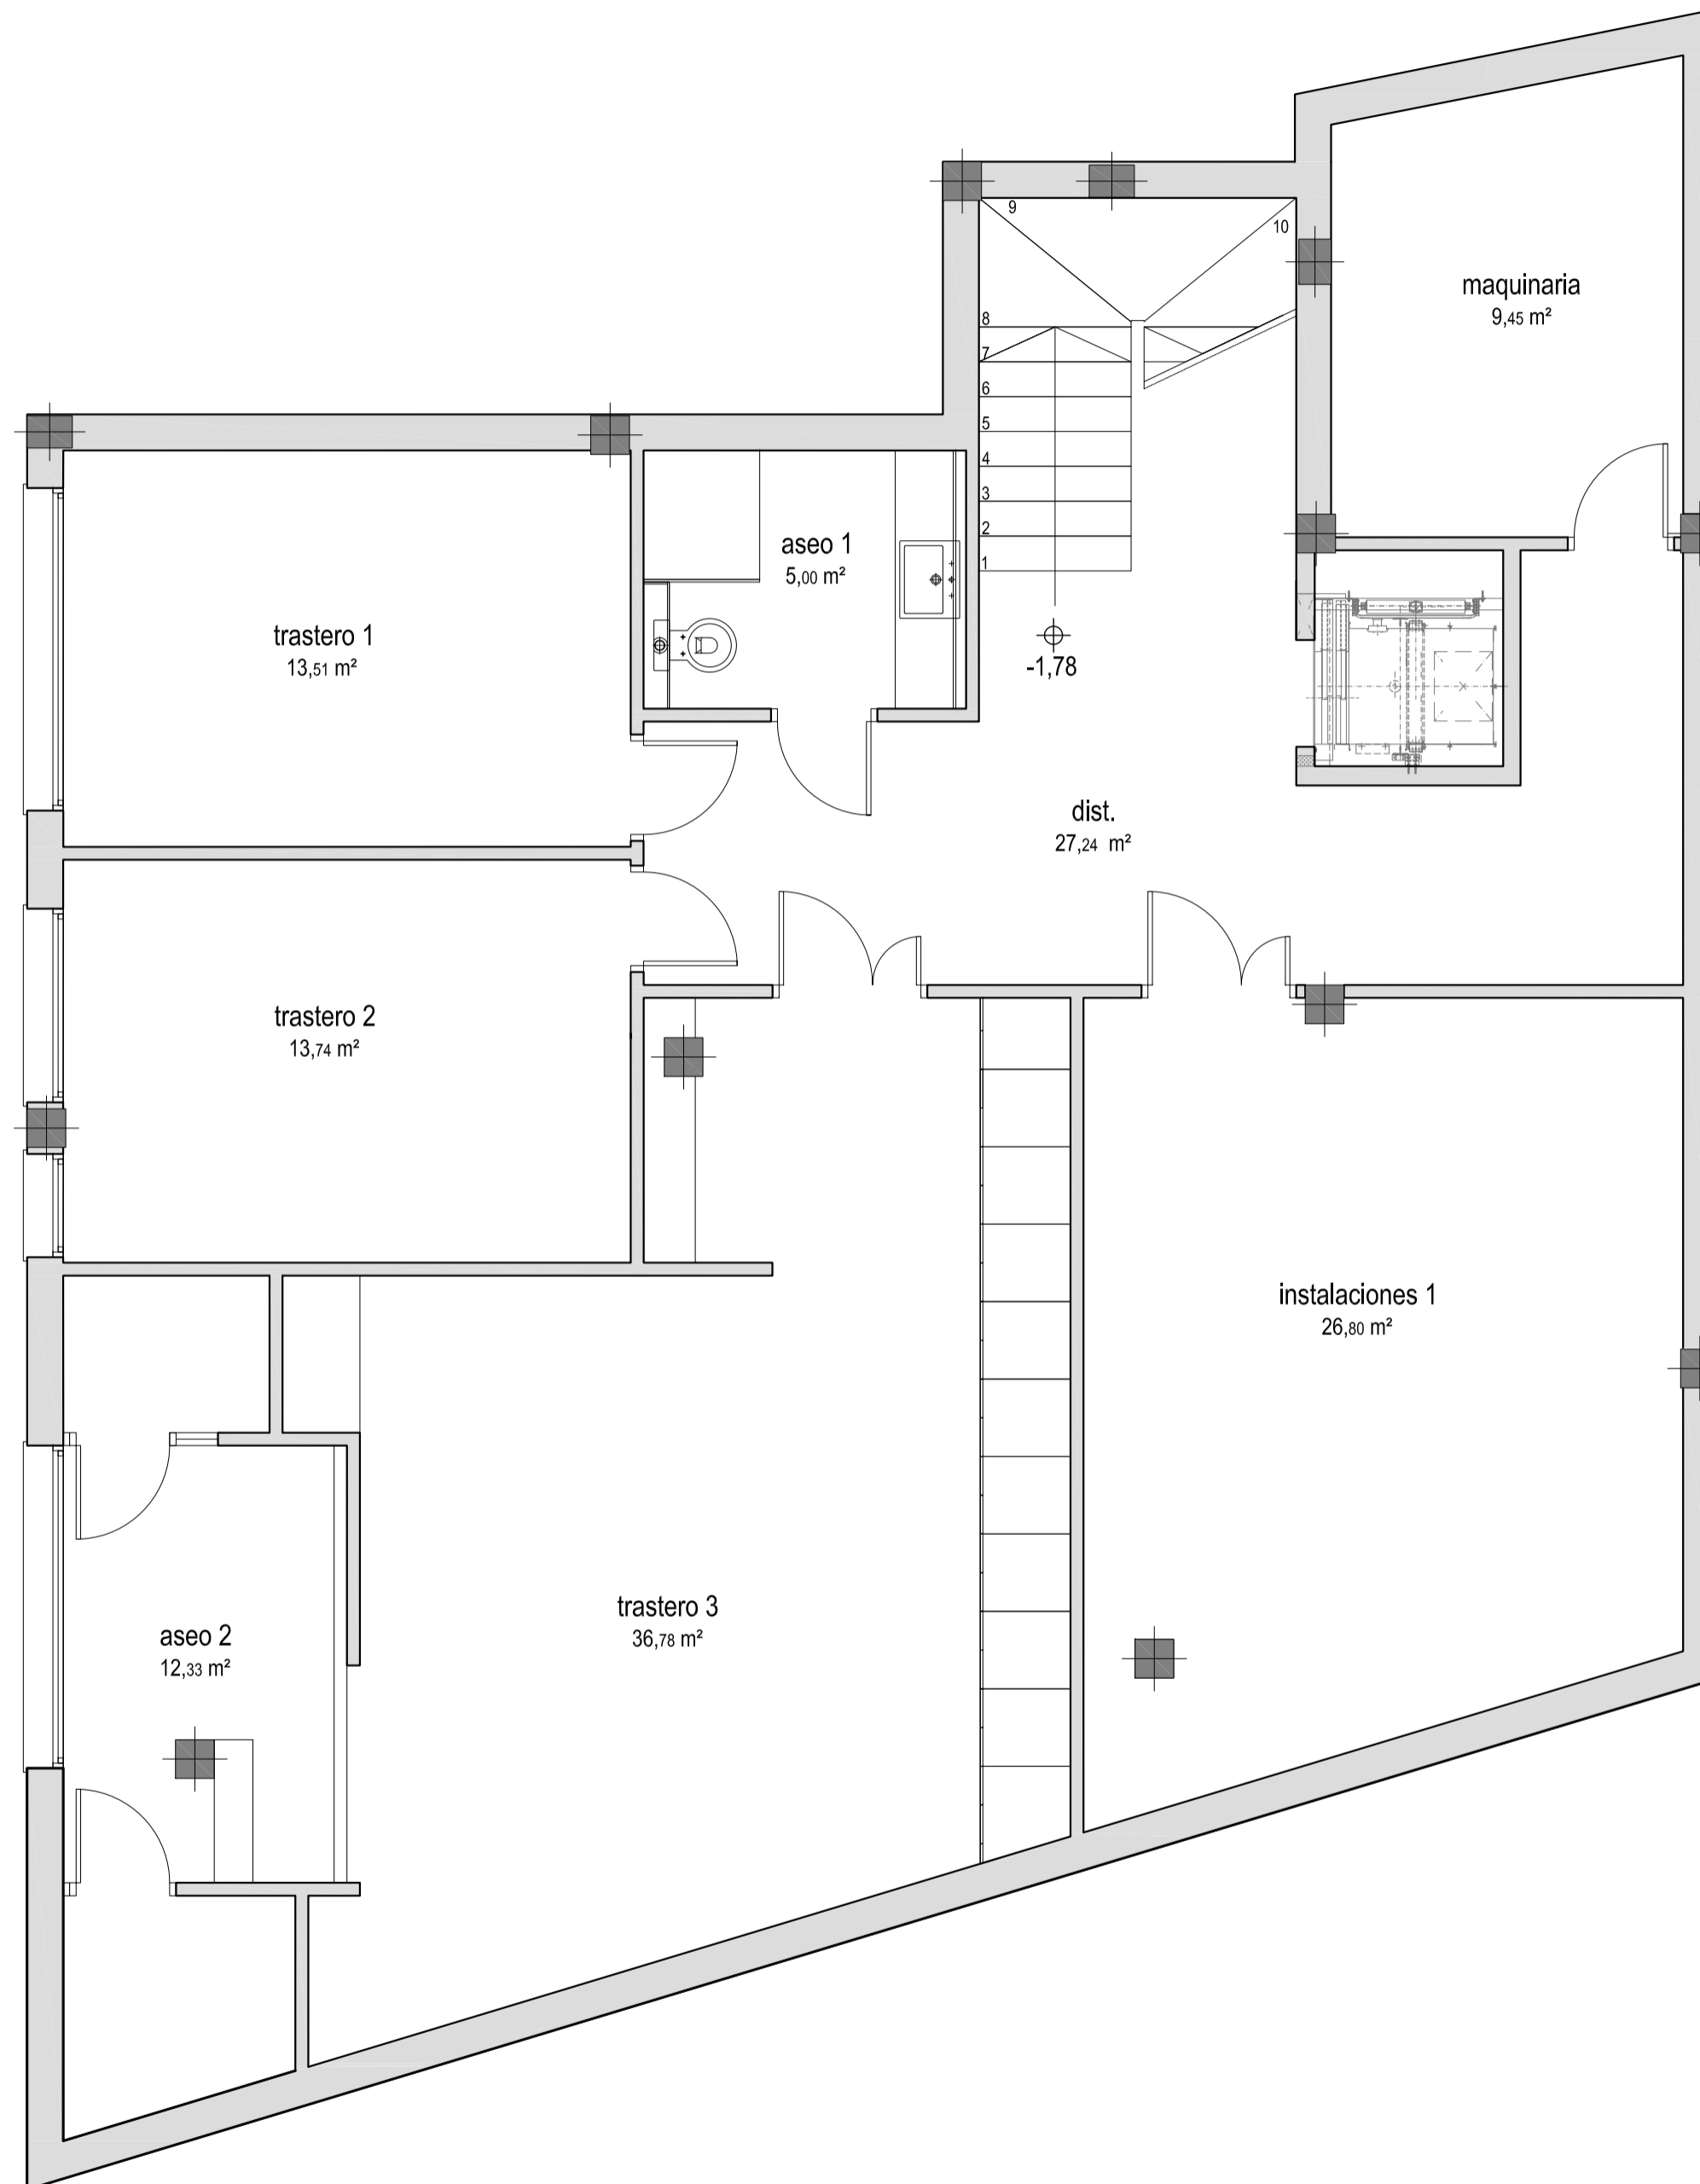 9
10
maquinaria
9,45 m²
8
7
6
5
4
3
2
1
aseo 1
5,00 m²
trastero 1
13,51 m²
-1,78
dist.
27,24 m²
trastero 2
13,74 m²
instalaciones 1
26,80 m²
trastero 3
36,78 m²
aseo 2
12,33 m²